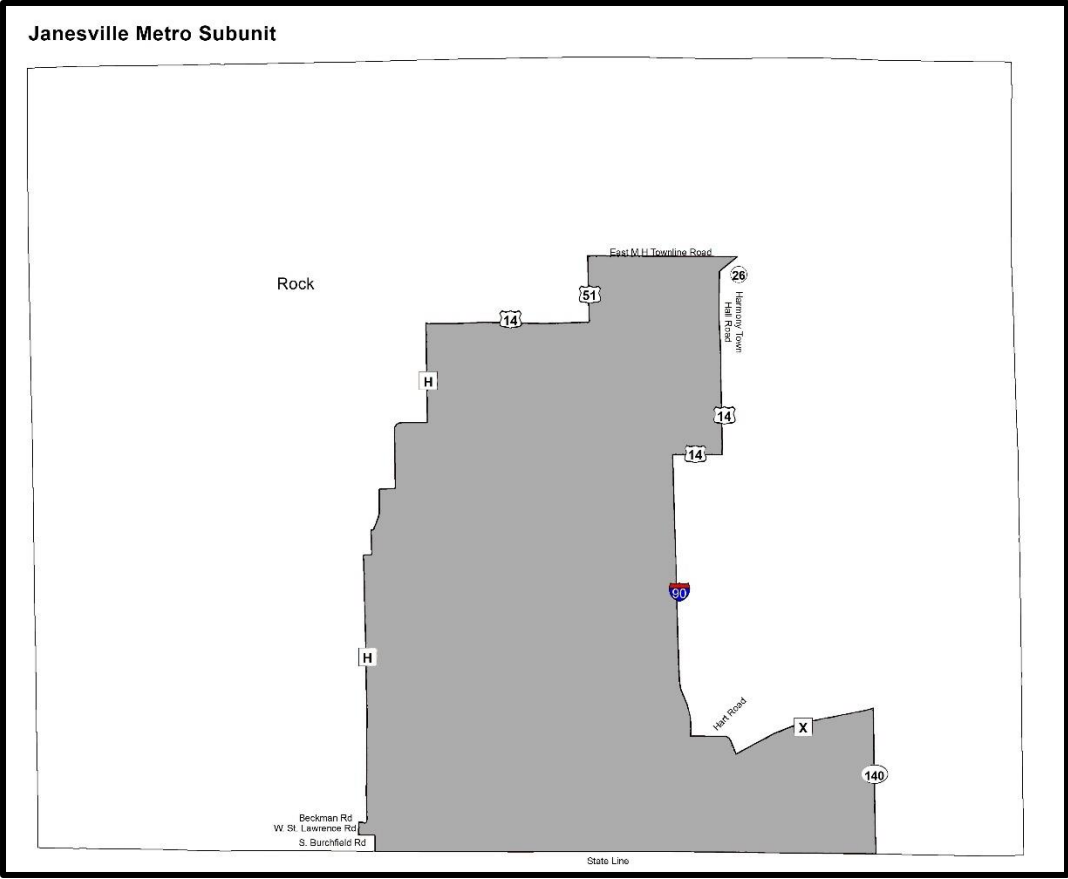 Janesville Metro Subunit
East M H Townline Road
26
Rock
51
Harmony Town
Hall Road
14
H
14
14
90
H
Hart Road
X
140
Beckman Rd
W. St. Lawrence Rd
S. Burchfield Rd
State Line